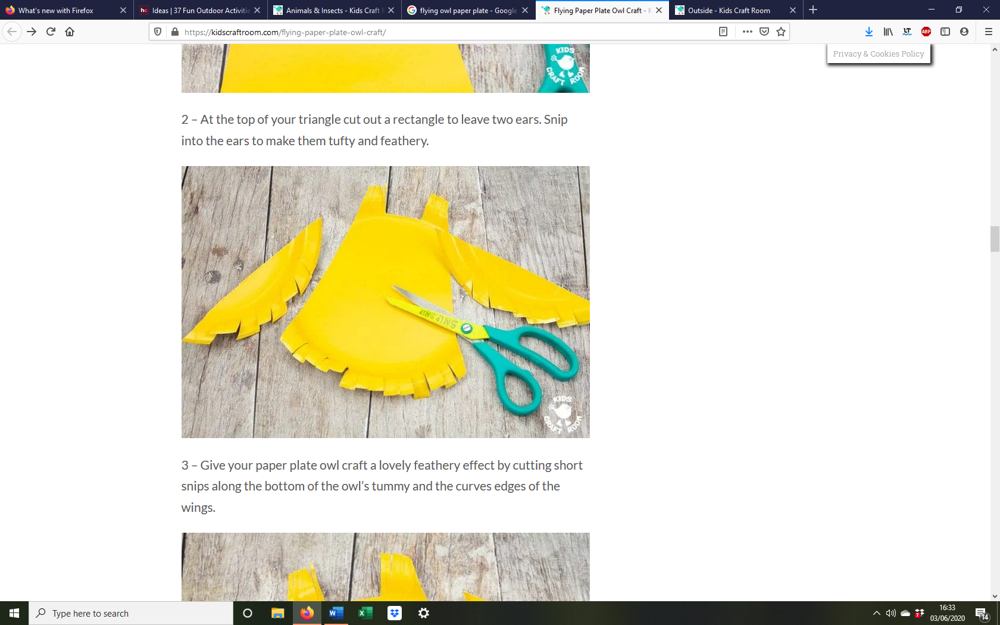 What's new with Firefox
Ideas | 37 Fun Outdoor Activitie
Animals & Insects - Kids Craft R
flying owl paper plate - Google
Flying Paper Plate Owl Craft - K
Outside - Kids Craft Room
https://kidscraftroom.com/flying-paper-plate-owl-craft/
ABP
Privacy & Cookies Policy
KIDS
CRAFT ROOM
2 – At the top of your triangle cut out a rectangle to leave two ears. Snip
into the ears to make them tufty and feathery.
SNIP SNIP
KIDS
CRAFT ROOM
3 – Give your paper plate owl craft a lovely feathery effect by cutting short
snips along the bottom of the owl's tummy and the curves edges of the
wings.
Type here to search
16:33
03/06/2020
14